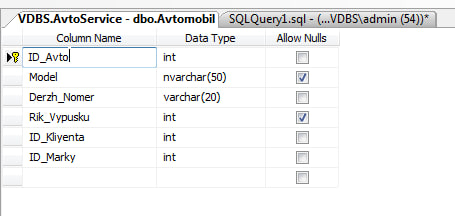 VDBS.AvtoService - dbo.Avtomobil SQLQuery1.sql - (...VDBS\admin (54))*
Column Name Data Type Allow Nulls
ID_Avto int
Model nvarchar(50)
Derzh_Nomer varchar(20)
Rik_Vypusku int
ID_Kliyenta int
ID_Marky int